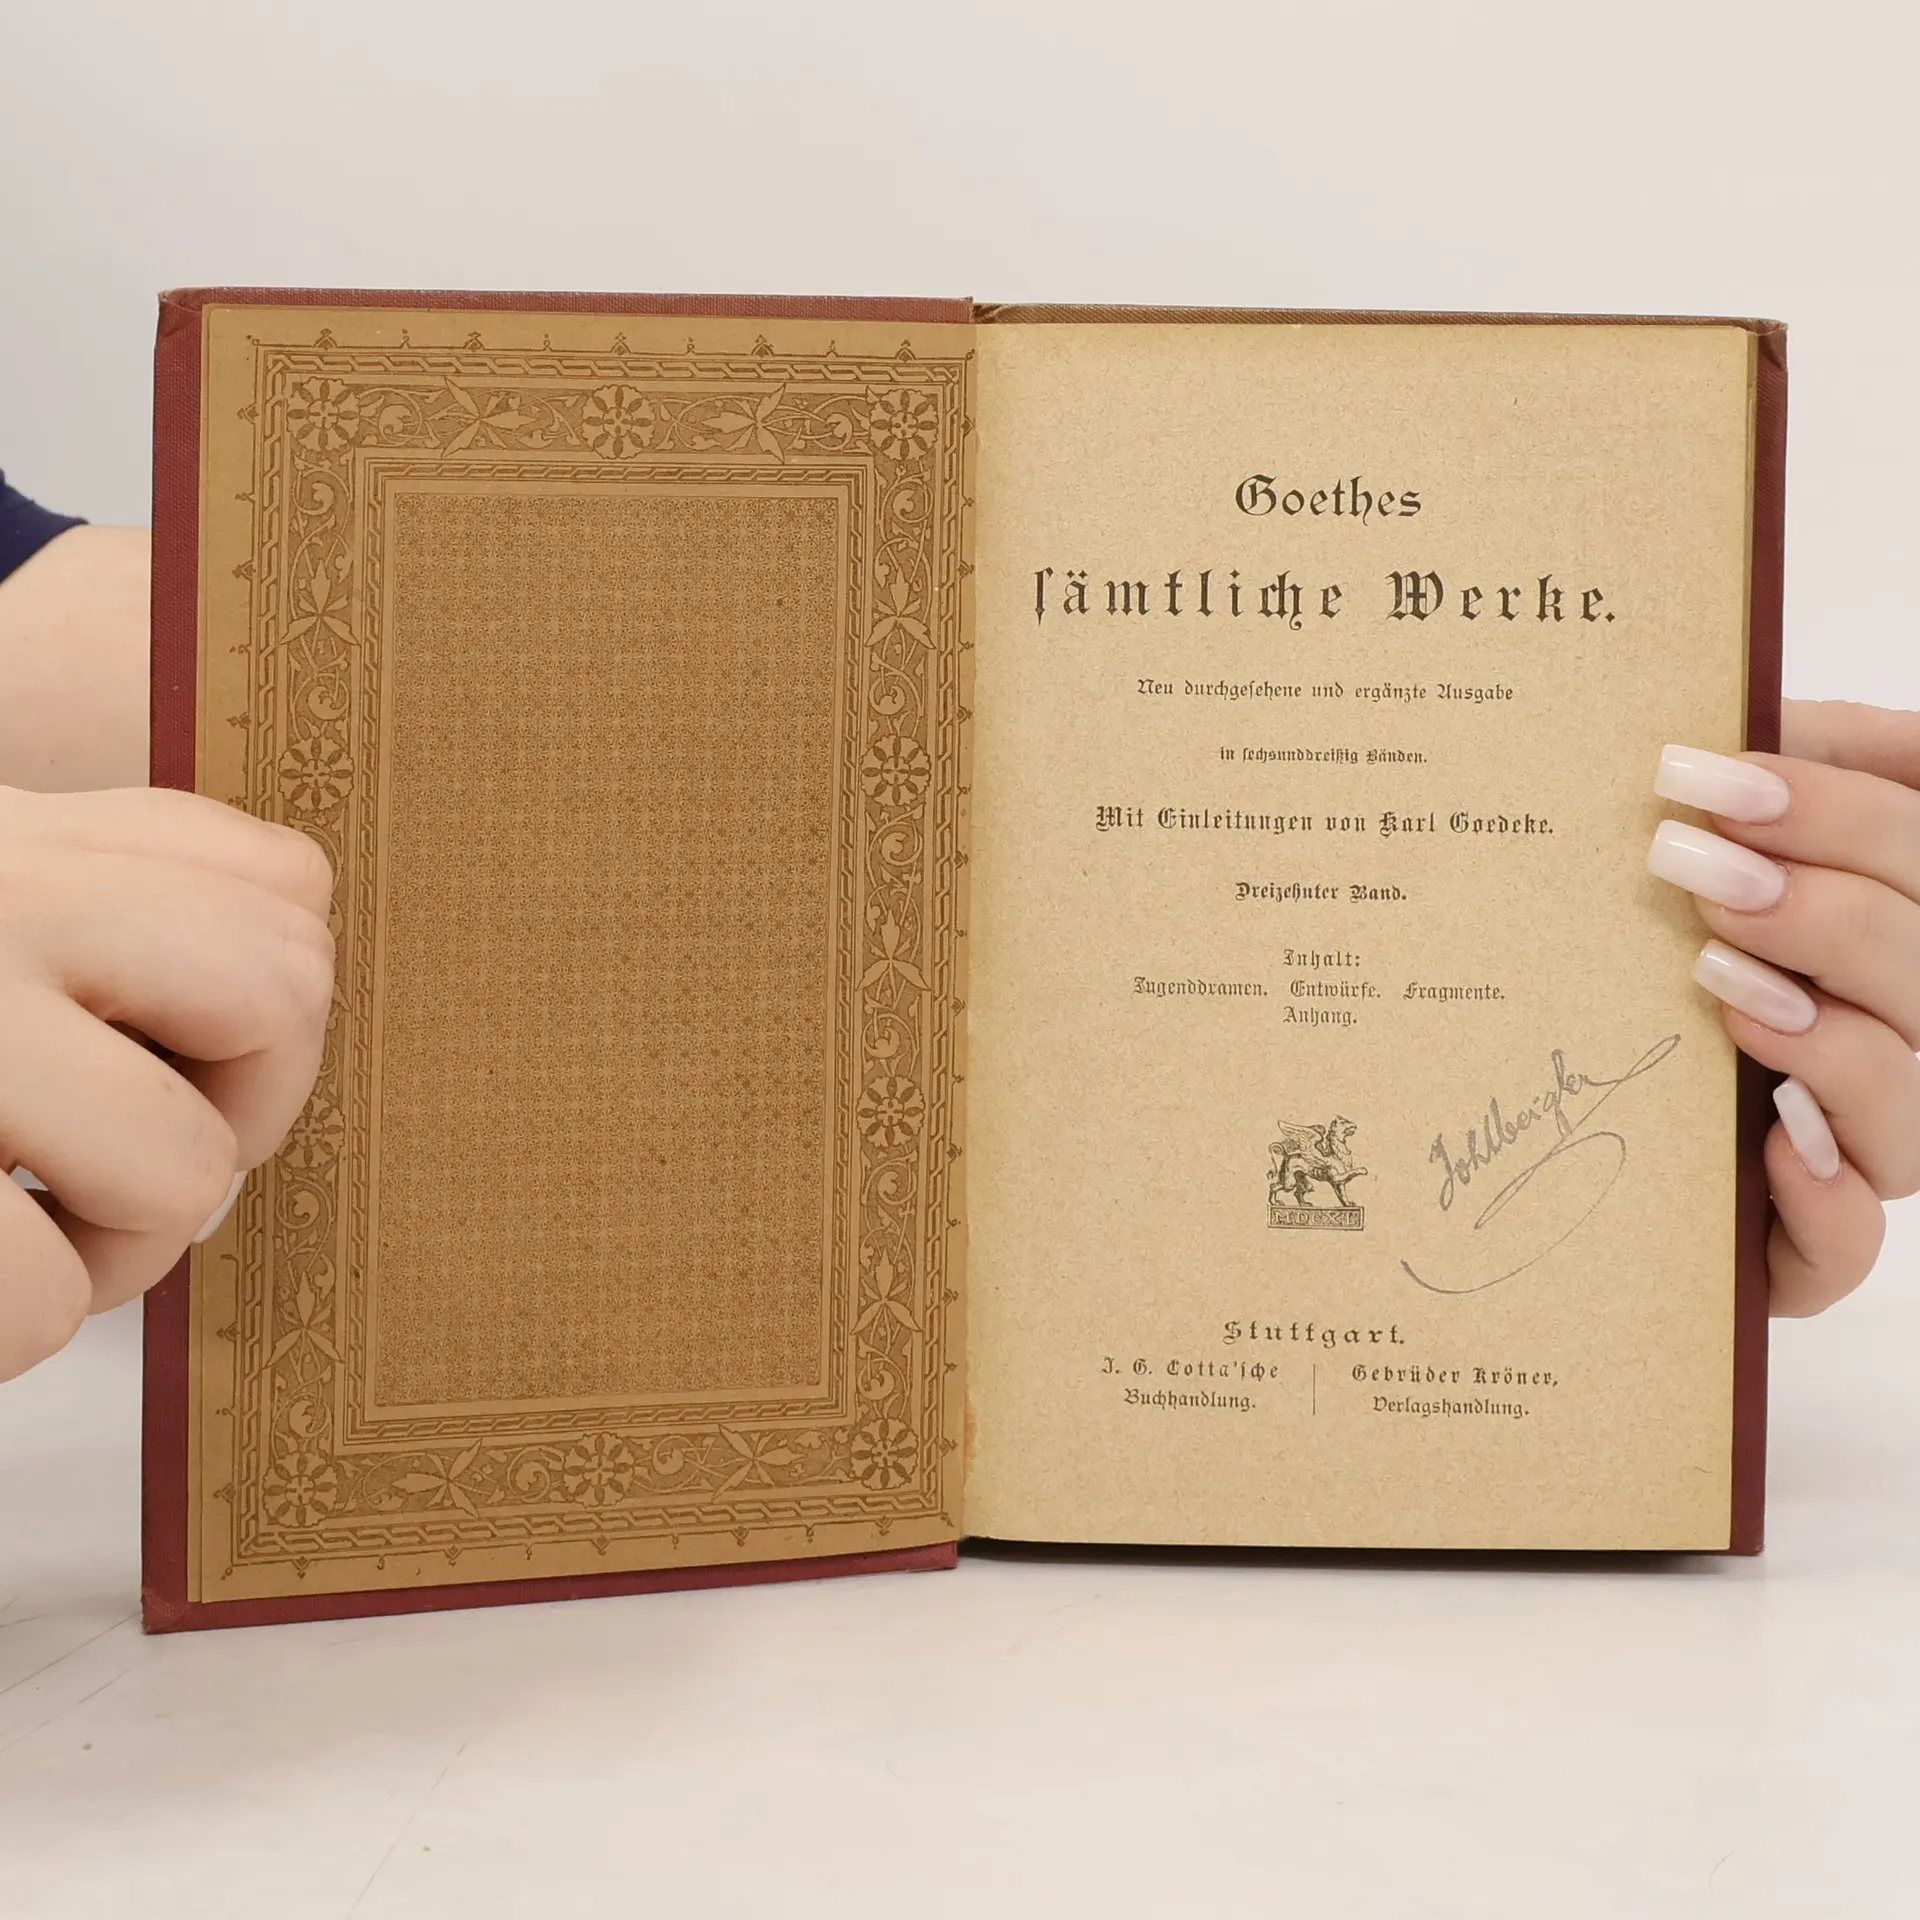 Goethes
sämtliche Werke.
Neu durchgesehene und ergänzte Ausgabe
in sechsunddreißig Bänden.
Mit Einleitungen von Karl Goedeke.
Dreizehnter Band.
Inhalt:
Jugenddramen. Entwürfe. Fragmente.
Anhang.
MDCXL
Stuttgart.
J. G. Cotta'sche
Buchhandlung.
Gebrüder Kröner,
Verlagshandlung.